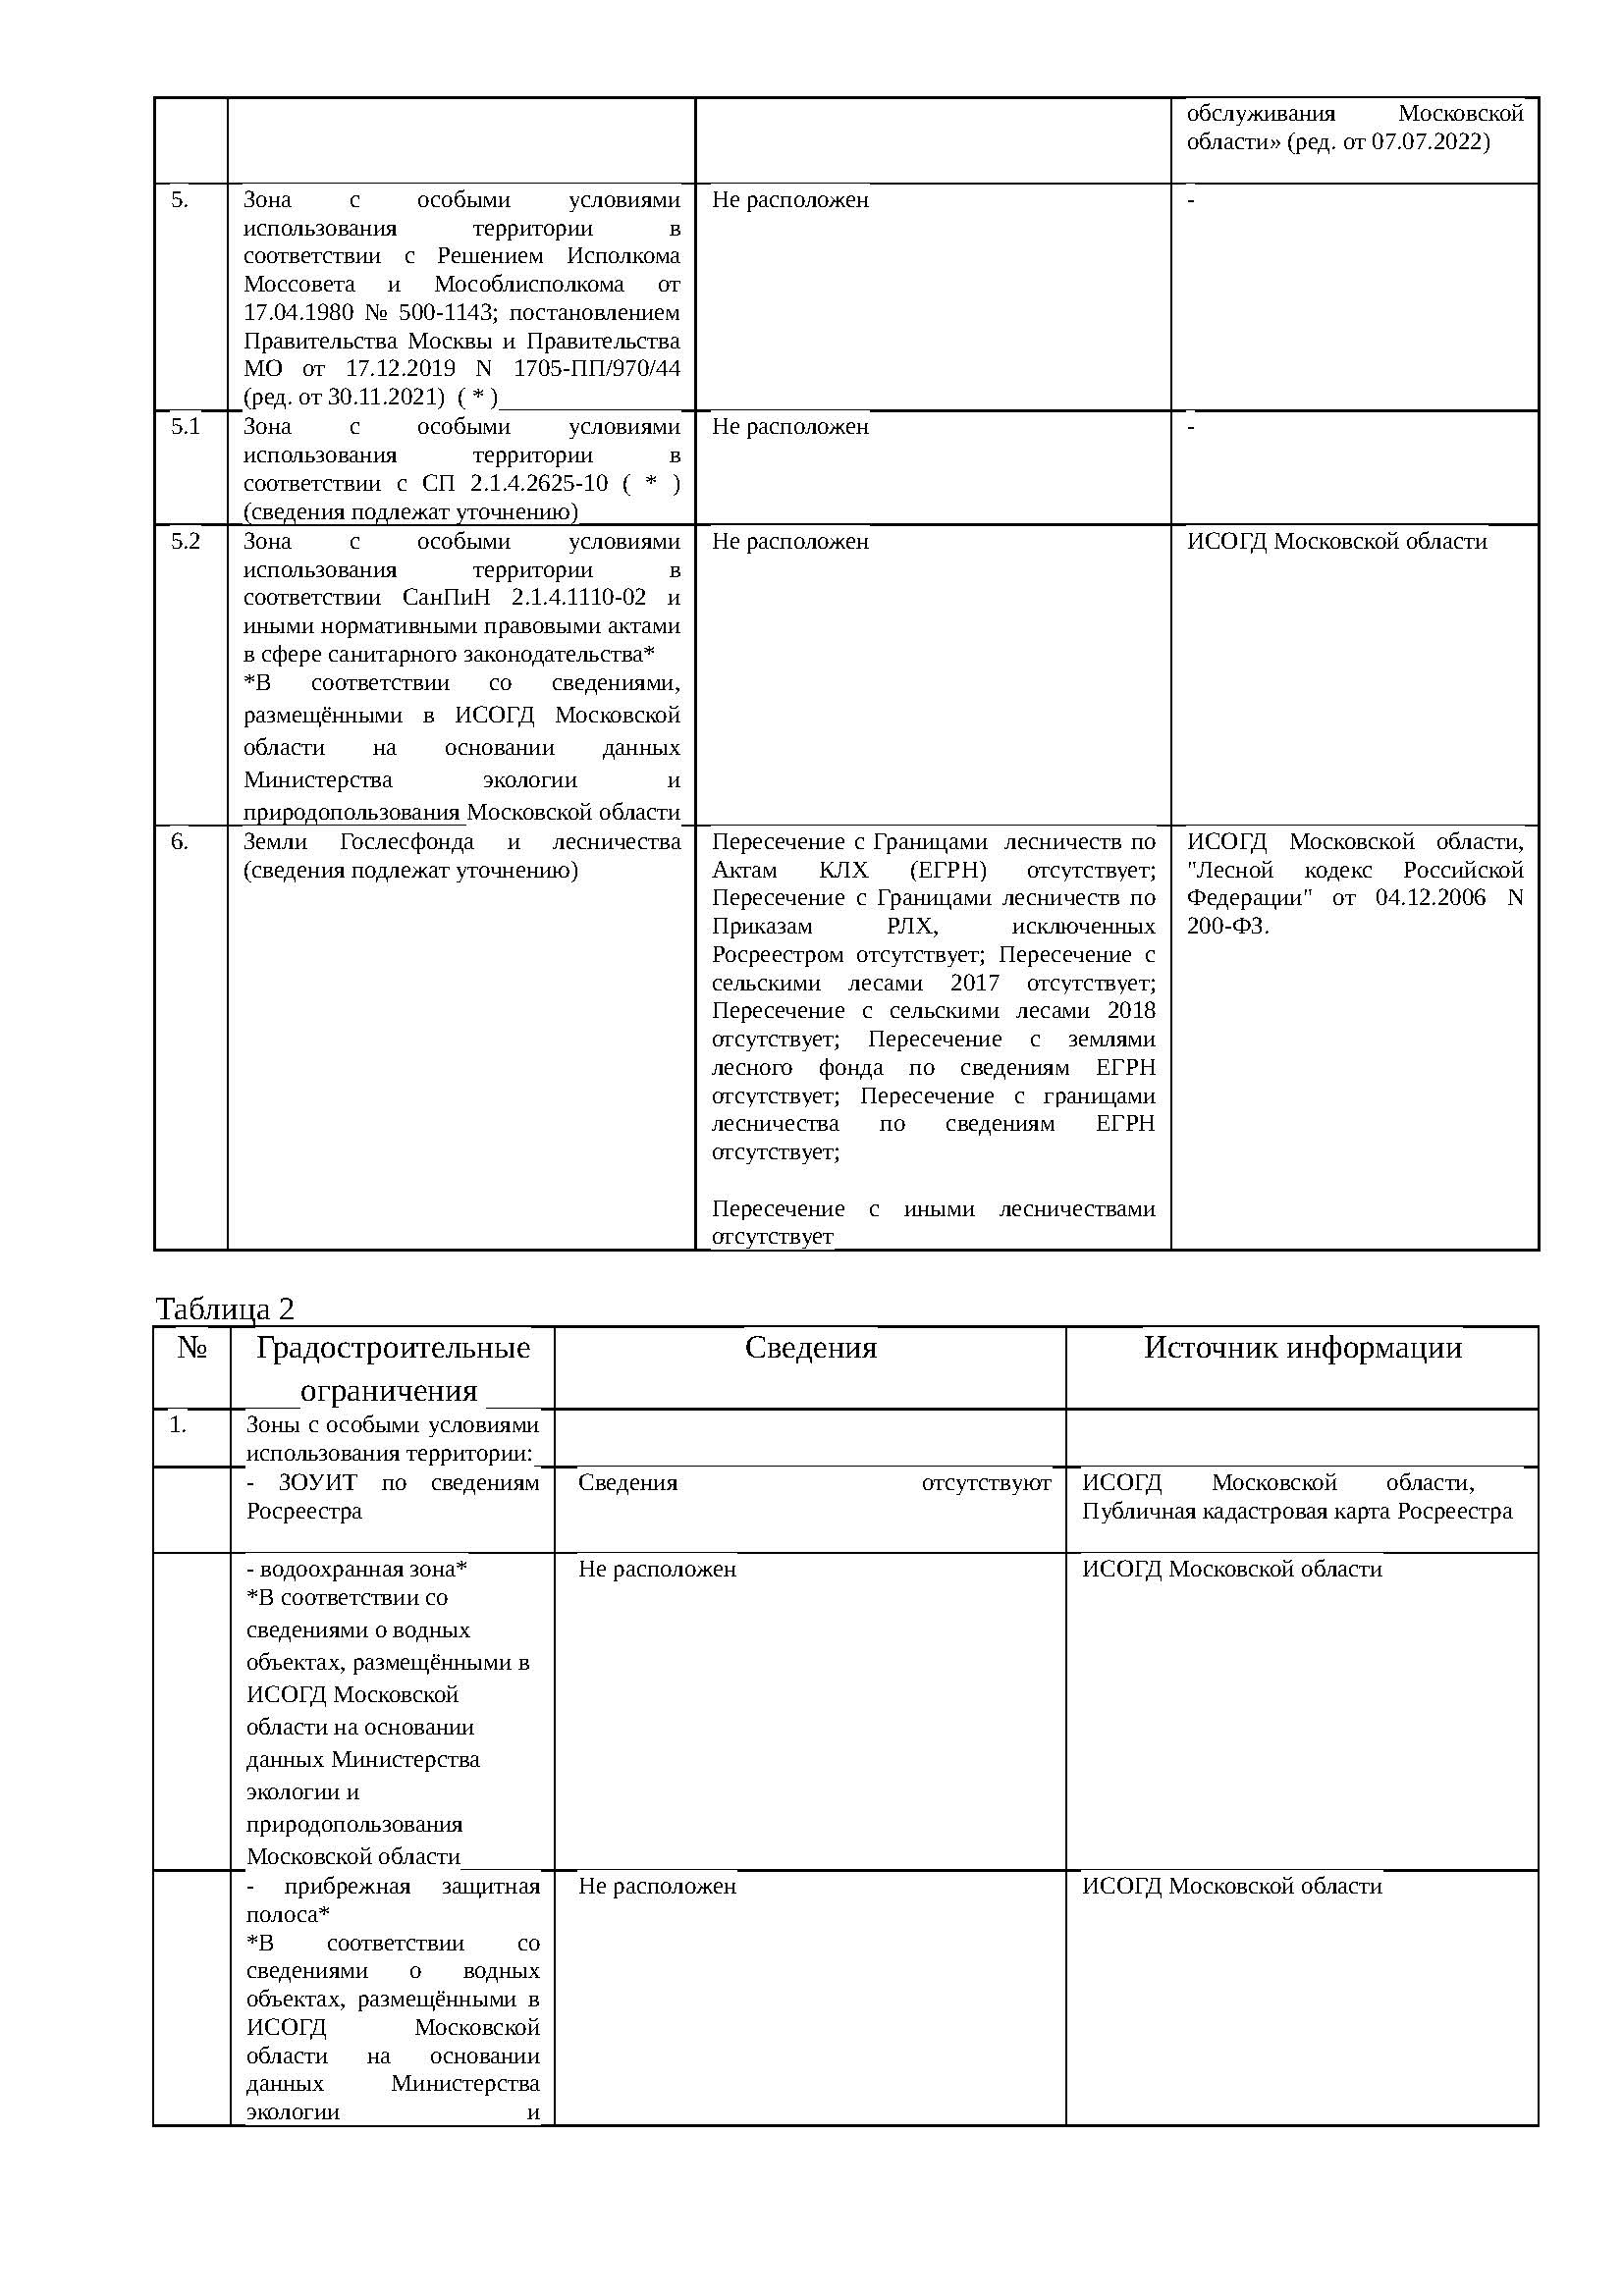 обслуживания Московской
области» (ред. от 07.07.2022)
5.
Зона с особыми условиями
использования территории в
соответствии с Решением Исполкома
Моссовета и Мособлисполкома от
17.04.1980 № 500-1143; постановлением
Правительства Москвы и Правительства
МО от 17.12.2019 N 1705-ПП/970/44
(ред. от 30.11.2021) ( * )
Не расположен
-
5.1
Зона с особыми условиями
использования территории в
соответствии с СП 2.1.4.2625-10 ( * )
(сведения подлежат уточнению)
Не расположен
-
5.2
Зона с особыми условиями
использования территории в
соответствии СанПиН 2.1.4.1110-02 и
иными нормативными правовыми актами
в сфере санитарного законодательства*
*В соответствии со сведениями,
размещёнными в ИСОГД Московской
области на основании данных
Министерства экологии и
природопользования Московской области
Не расположен
ИСОГД Московской области
6.
Земли Гослесфонда и лесничества
(сведения подлежат уточнению)
Пересечение с Границами лесничеств по
Актам КЛХ (ЕГРН) отсутствует;
Пересечение с Границами лесничеств по
Приказам РЛХ, исключенных
Росреестром отсутствует; Пересечение с
сельскими лесами 2017 отсутствует;
Пересечение с сельскими лесами 2018
отсутствует; Пересечение с землями
лесного фонда по сведениям ЕГРН
отсутствует; Пересечение с границами
лесничества по сведениям ЕГРН
отсутствует;
Пересечение с иными лесничествами
отсутствует
ИСОГД Московской области,
"Лесной кодекс Российской
Федерации" от 04.12.2006 N
200-ФЗ.
Таблица 2
№
Градостроительные
ограничения
Сведения
Источник информации
1.
Зоны с особыми условиями
использования территории:
- ЗОУИТ по сведениям
Росреестра
Сведения отсутствуют
ИСОГД Московской области,
Публичная кадастровая карта Росреестра
- водоохранная зона*
*В соответствии со
сведениями о водных
объектах, размещёнными в
ИСОГД Московской
области на основании
данных Министерства
экологии и
природопользования
Московской области
Не расположен
ИСОГД Московской области
- прибрежная защитная
полоса*
*В соответствии со
сведениями о водных
объектах, размещёнными в
ИСОГД Московской
области на основании
данных Министерства
экологии и
Не расположен
ИСОГД Московской области